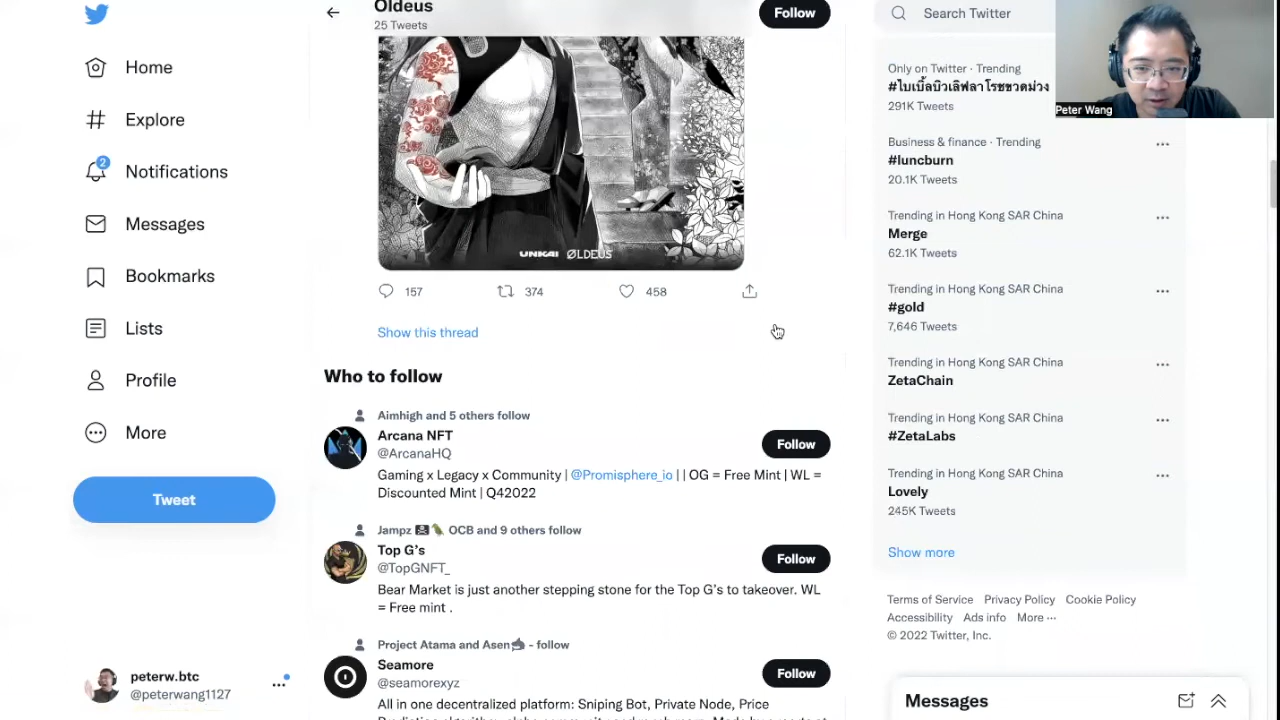 Oldeus
25 Tweets
Follow
Search Twitter
Home
Explore
2
Notifications
Messages
Bookmarks
Lists
Profile
More
Tweet
peterw.btc
@peterwang1127
UNKAI ØLDEUS
157
374
458
Show this thread
Who to follow
Aimhigh and 5 others follow
Arcana NFT
@ArcanaHQ
Follow
Gaming x Legacy x Community | @Promisphere_io | | OG = Free Mint | WL =
Discounted Mint | Q42022
Jampz OCB and 9 others follow
Top G's
@TopGNFT_
Follow
Bear Market is just another stepping stone for the Top G's to takeover. WL
= Free mint .
Project Atama and Asen - follow
Seamore
@seamorexyz
Follow
All in one decentralized platform: Sniping Bot, Private Node, Price
Only on Twitter · Trending
#ไบเบิ้ลบิวเลิฟลาโรชขวดม่วง
291K Tweets
Business & finance · Trending
#luncburn
20.1K Tweets
Trending in Hong Kong SAR China
Merge
62.1K Tweets
Trending in Hong Kong SAR China
#gold
7,646 Tweets
Trending in Hong Kong SAR China
ZetaChain
Trending in Hong Kong SAR China
#ZetaLabs
Trending in Hong Kong SAR China
Lovely
245K Tweets
Show more
Terms of Service Privacy Policy Cookie Policy
Accessibility Ads info More ···
© 2022 Twitter, Inc.
Messages
Peter Wang